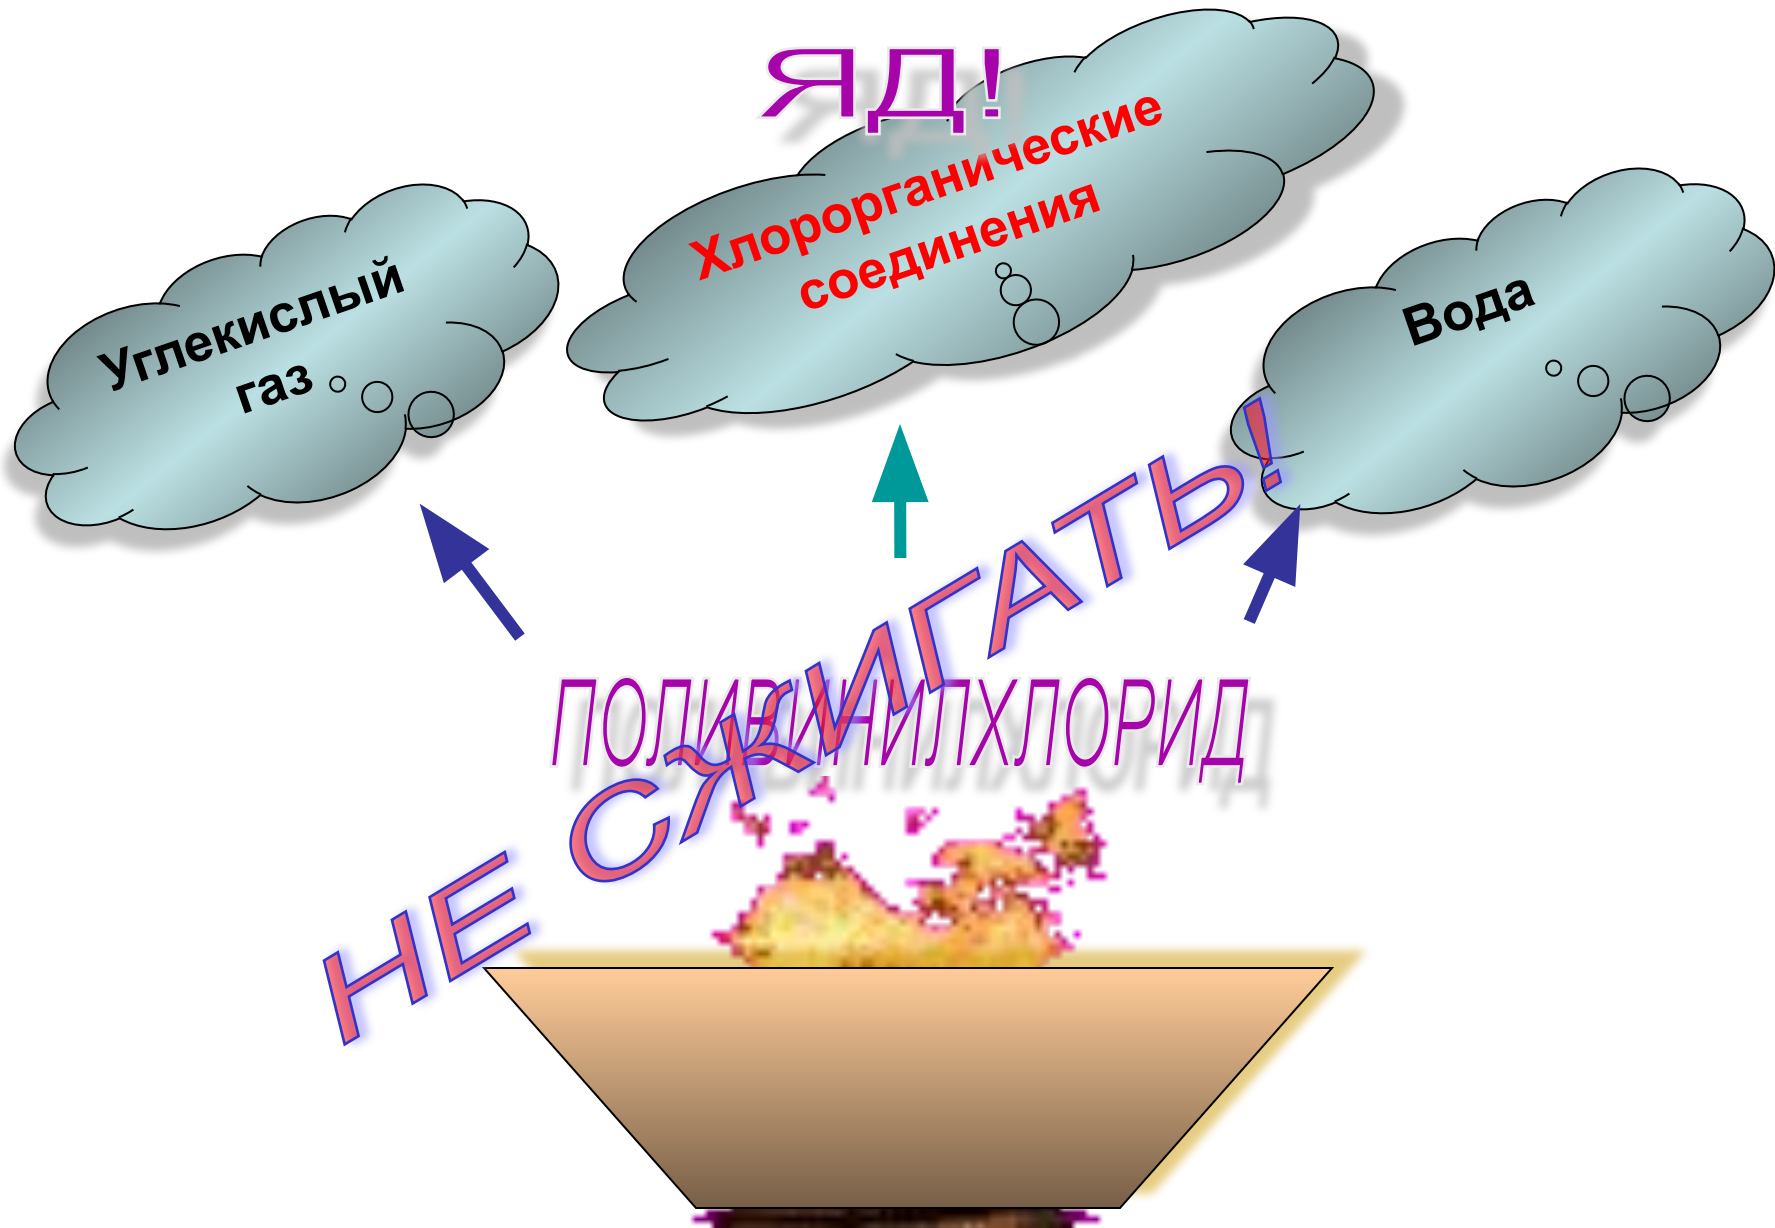 ЯД!
Хлорорганические
соединения
Углекислый
газ
Вода
НЕ СЖИГАТЬ!
ПОЛИВИНИЛХЛОРИД